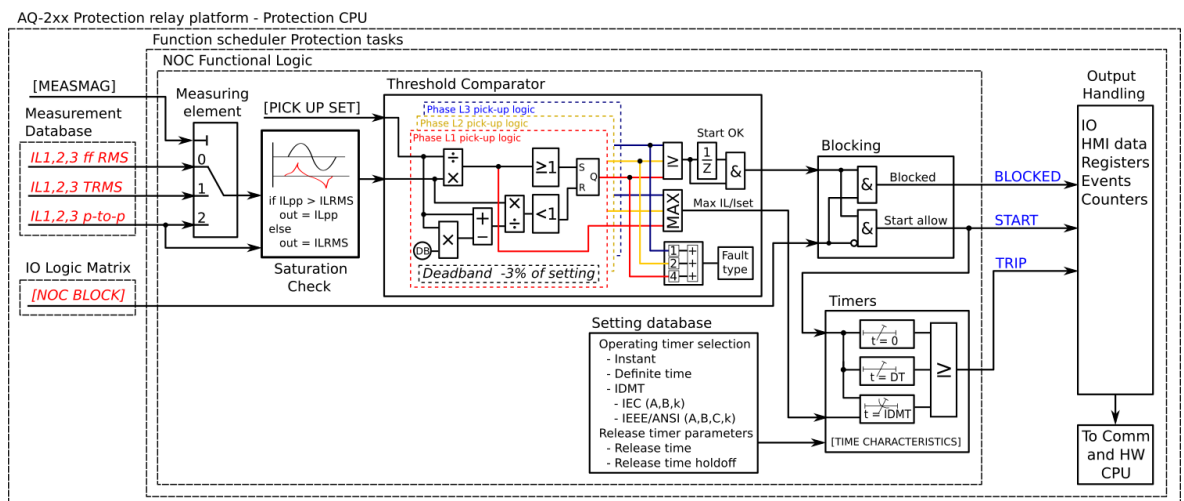 AQ-2xx Protection relay platform - Protection CPU
Function scheduler Protection tasks
NOC Functional Logic
[MEASMAG]
Measurement
Database
IL1,2,3 ff RMS
IL1,2,3 TRMS
IL1,2,3 p-to-p
IO Logic Matrix
[NOC BLOCK]
Measuring
element
0
1
2
if ILpp > ILRMS
out = ILpp
else
out = ILRMS
Saturation
Check
Threshold Comparator
[PICK UP SET]
Phase L3 pick-up logic
Phase L2 pick-up logic
Phase L1 pick-up logic
÷
×
≥1
S
Q
R
×
÷
<1
+
−
×
DB
Deadband -3% of setting
≥
Start OK
1
Z
&
MAX
Max IL/Iset
1 +
2 +
4 +
Fault
type
Blocking
&
Blocked
&
Start allow
BLOCKED
START
TRIP
Setting database
Operating timer selection
- Instant
- Definite time
- IDMT
- IEC (A,B,k)
- IEEE/ANSI (A,B,C,k)
Release timer parameters
- Release time
- Release time holdoff
Timers
t = 0
t = DT
t = IDMT
≥
[TIME CHARACTERISTICS]
Output
Handling
IO
HMI data
Registers
Events
Counters
To Comm
and HW
CPU